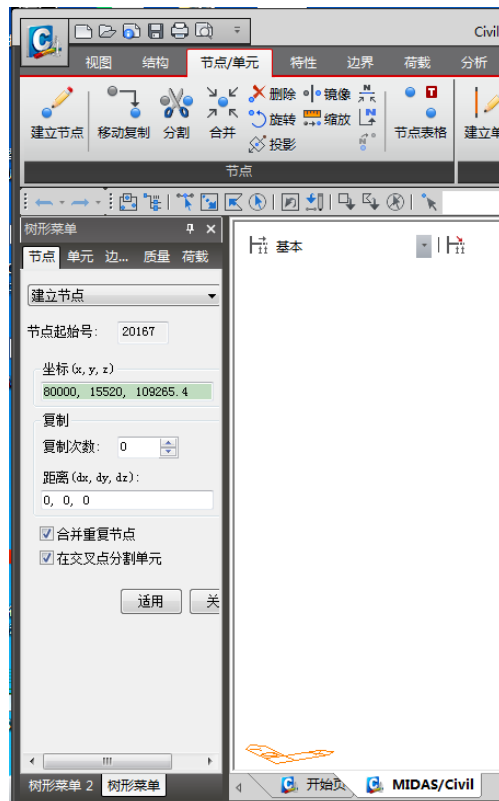 Civil
视图 结构 节点/单元 特性 边界 荷载 分析
建立节点 移动复制 分割 合并 删除 镜像
旋转 缩放
投影
节点表格 建立单
节点
树形菜单
节点 单元 边... 质量 荷载
基本
建立节点
节点起始号: 20167
坐标(x,y,z)
80000, 15520, 109265.4
复制
复制次数: 0
距离(dx,dy,dz):
0, 0, 0
合并重复节点
在交叉点分割单元
适用 关
树形菜单 2 树形菜单
开始页 MIDAS/Civil